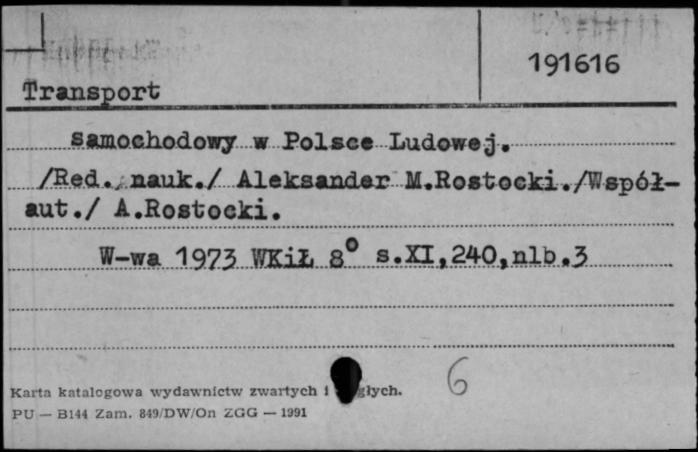 191616
Transport
samochodowy w Polsce Ludowej.
/Red. nauk./ Aleksander M.Rostocki./Współ-
aut./ A.Rostocki.
W-wa 1973 WKiŁ 8° s.XI,240,nlb.3
6
Karta katalogowa wydawnictw zwartych i głych.
PU — B144 Zam. 849/DW/On ZGG — 1991